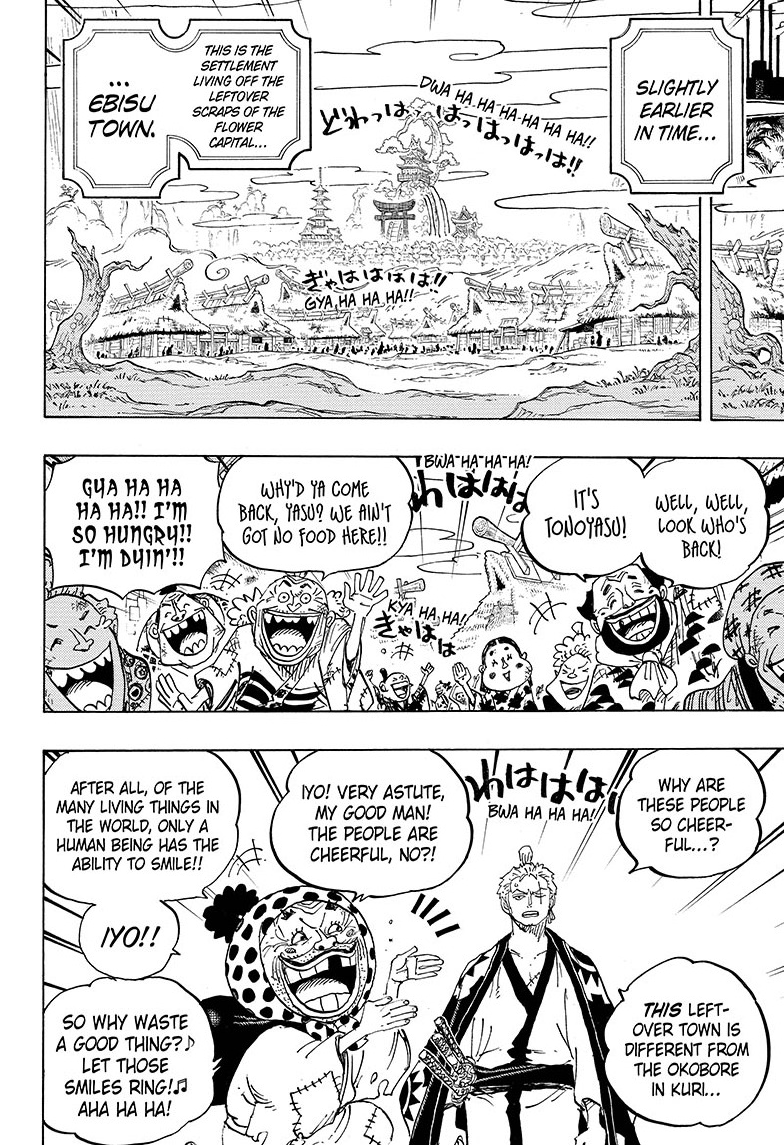 SLIGHTLY
EARLIER
IN TIME...
THIS IS THE
SETTLEMENT
LIVING OFF THE
LEFTOVER
SCRAPS OF THE
FLOWER
CAPITAL...
...
EBISU
TOWN.
DWA HA HA-HA-HA HA HA!!
どわっはっはっはっはっは!!
ぎゃはははは!!
GYA HA HA HA!!
WELL, WELL,
LOOK WHO'S
BACK!
IT'S
TONOYASU!
BWA-HA-HA-HA!
わははは
WHY'D YA COME
BACK, YASU? WE AIN'T
GOT NO FOOD HERE!!
KYA HA HA!
きゃはは
GYA HA HA
HA HA!! I'M
SO HUNGRY!!
I'M DYIN'!!
WHY ARE
THESE PEOPLE
SO CHEER-
FUL...?
わはははは
BWA HA HA HA!
THIS LEFT-
OVER TOWN IS
DIFFERENT FROM
THE OKOBORE
IN KURI...
IYO! VERY ASTUTE,
MY GOOD MAN!
THE PEOPLE ARE
CHEERFUL, NO?!
AFTER ALL, OF THE
MANY LIVING THINGS IN
THE WORLD, ONLY A
HUMAN BEING HAS THE
ABILITY TO SMILE!!
IYO!!
SO WHY WASTE
A GOOD THING?♪
LET THOSE
SMILES RING!♫
AHA HA HA!